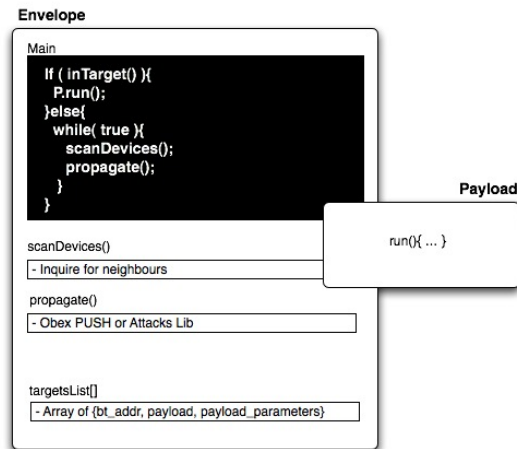 Envelope
Main
If ( inTarget() ){
P.run();
}else{
while( true ){
scanDevices();
propagate();
}
}
Payload
run(){ ... }
scanDevices()
- Inquire for neighbours
propagate()
- Obex PUSH or Attacks Lib
targetsList[]
- Array of {bt_addr, payload, payload_parameters}